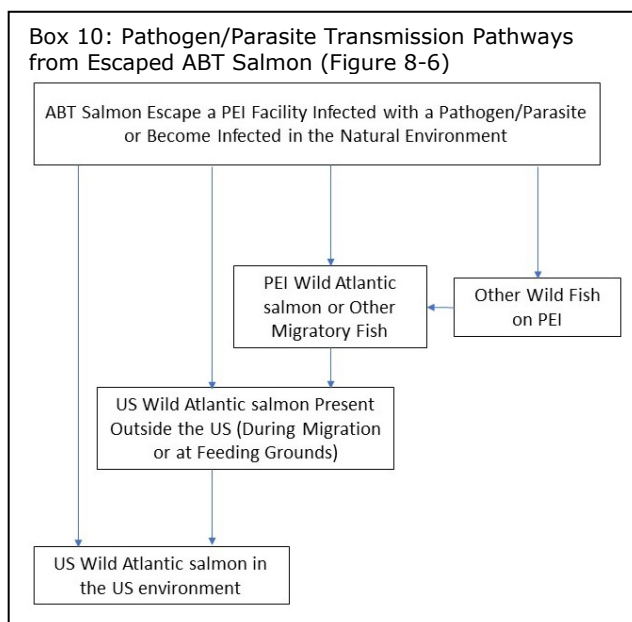 Box 10: Pathogen/Parasite Transmission Pathways
from Escaped ABT Salmon (Figure 8-6)
ABT Salmon Escape a PEI Facility Infected with a Pathogen/Parasite
or Become Infected in the Natural Environment
PEI Wild Atlantic
salmon or Other
Migratory Fish
Other Wild Fish
on PEI
US Wild Atlantic salmon Present
Outside the US (During Migration
or at Feeding Grounds)
US Wild Atlantic salmon in
the US environment